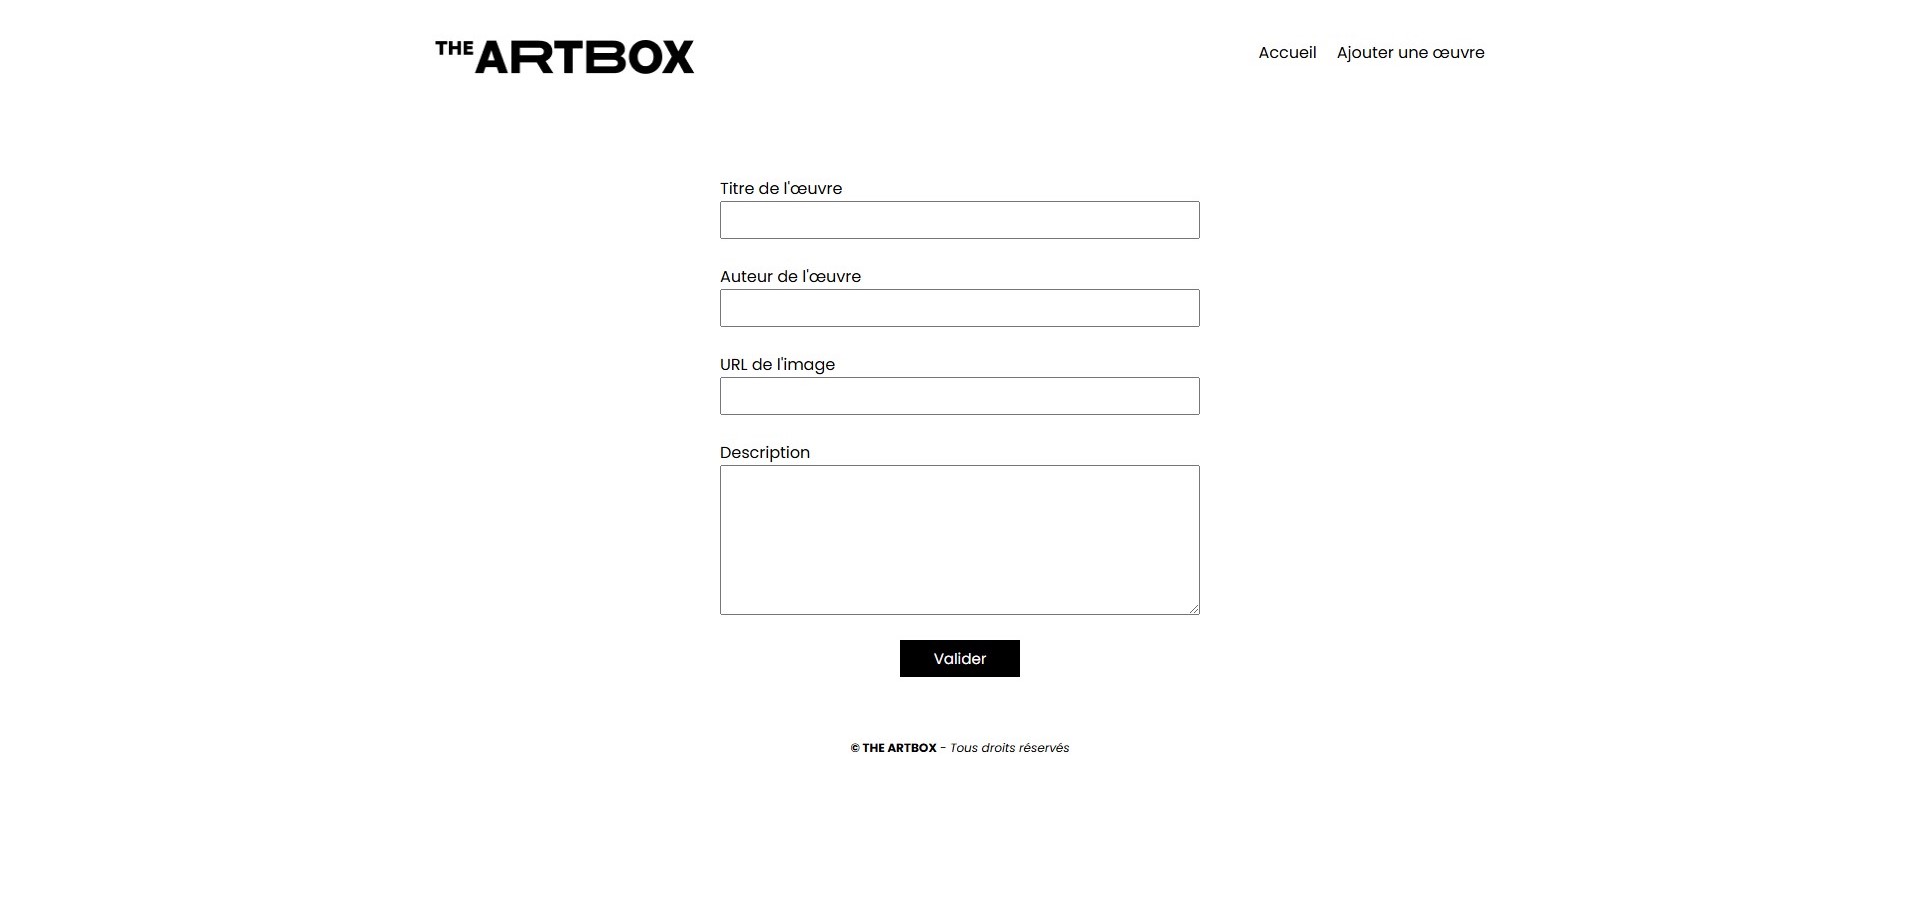 THE ARTBOX
Accueil Ajouter une œuvre
Titre de l'œuvre
Auteur de l'œuvre
URL de l'image
Description
Valider
© THE ARTBOX - Tous droits réservés